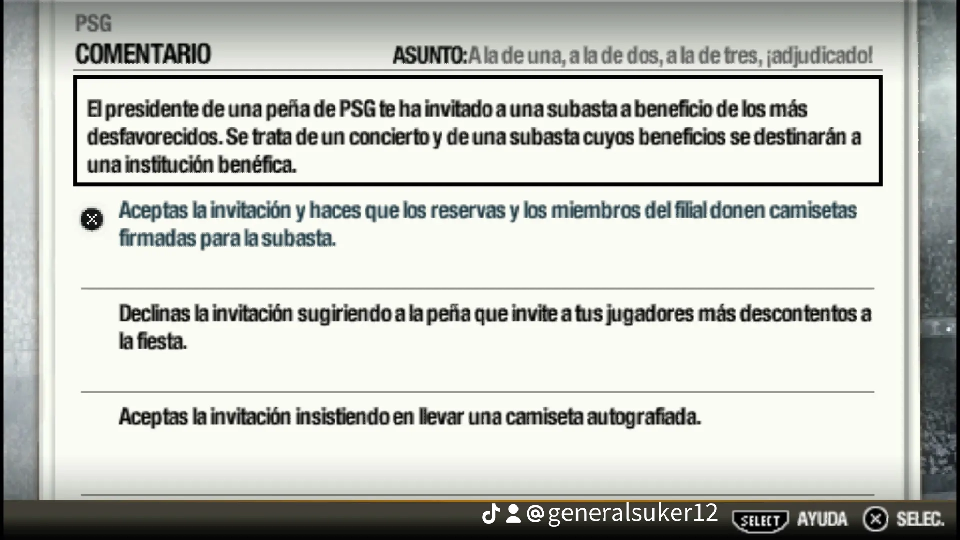 PSG
COMENTARIO
ASUNTO: A la de una, a la de dos, a la de tres, ¡adjudicado!
El presidente de una peña de PSG te ha invitado a una subasta a beneficio de los más
desfavorecidos. Se trata de un concierto y de una subasta cuyos beneficios se destinarán a
una institución benéfica.
Aceptas la invitación y haces que los reservas y los miembros del filial donen camisetas
firmadas para la subasta.
Declinas la invitación sugiriendo a la peña que invite a tus jugadores más descontentos a
la fiesta.
Aceptas la invitación insistiendo en llevar una camiseta autografiada.
@generalsuker12
SELECT AYUDA X SELEC.